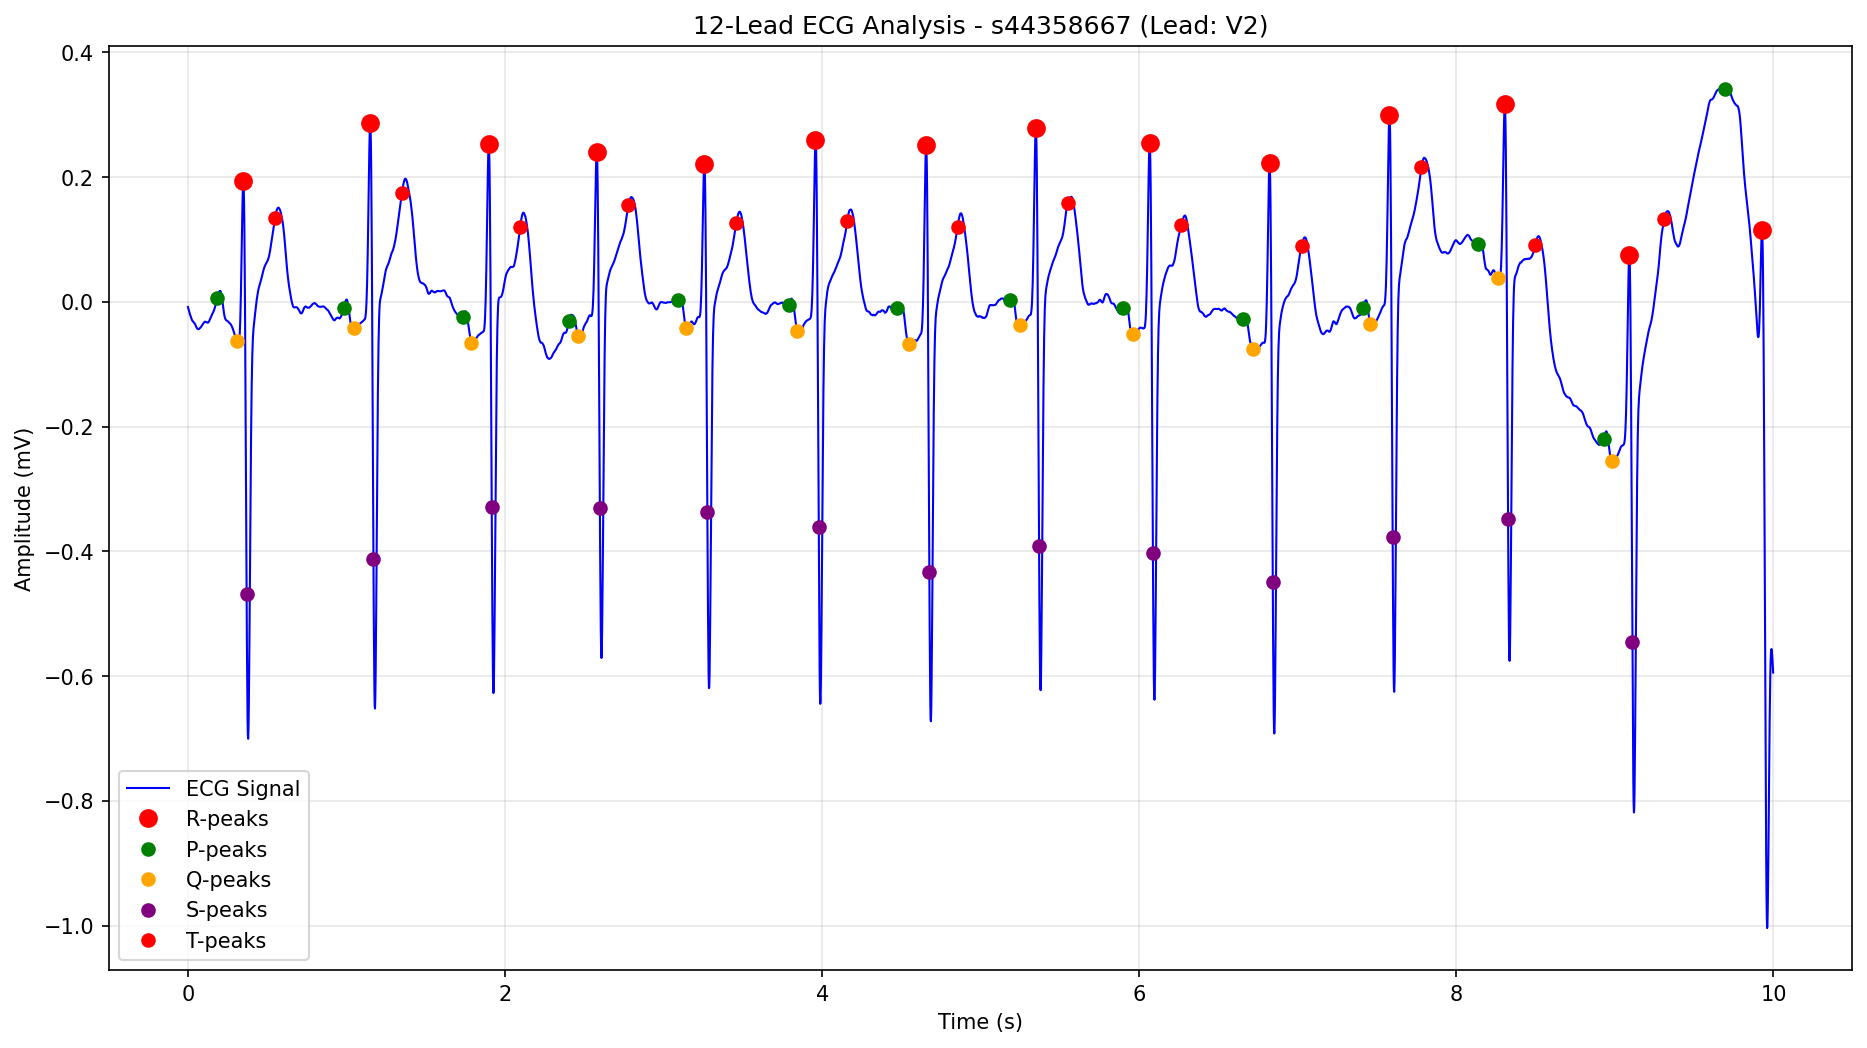 12-Lead ECG Analysis - s44358667 (Lead: V2)
0.4
0.2
0.0
−0.2
−0.4
−0.6
−0.8
−1.0
Amplitude (mV)
ECG Signal
R-peaks
P-peaks
Q-peaks
S-peaks
T-peaks
0 2 4 6 8 10
Time (s)